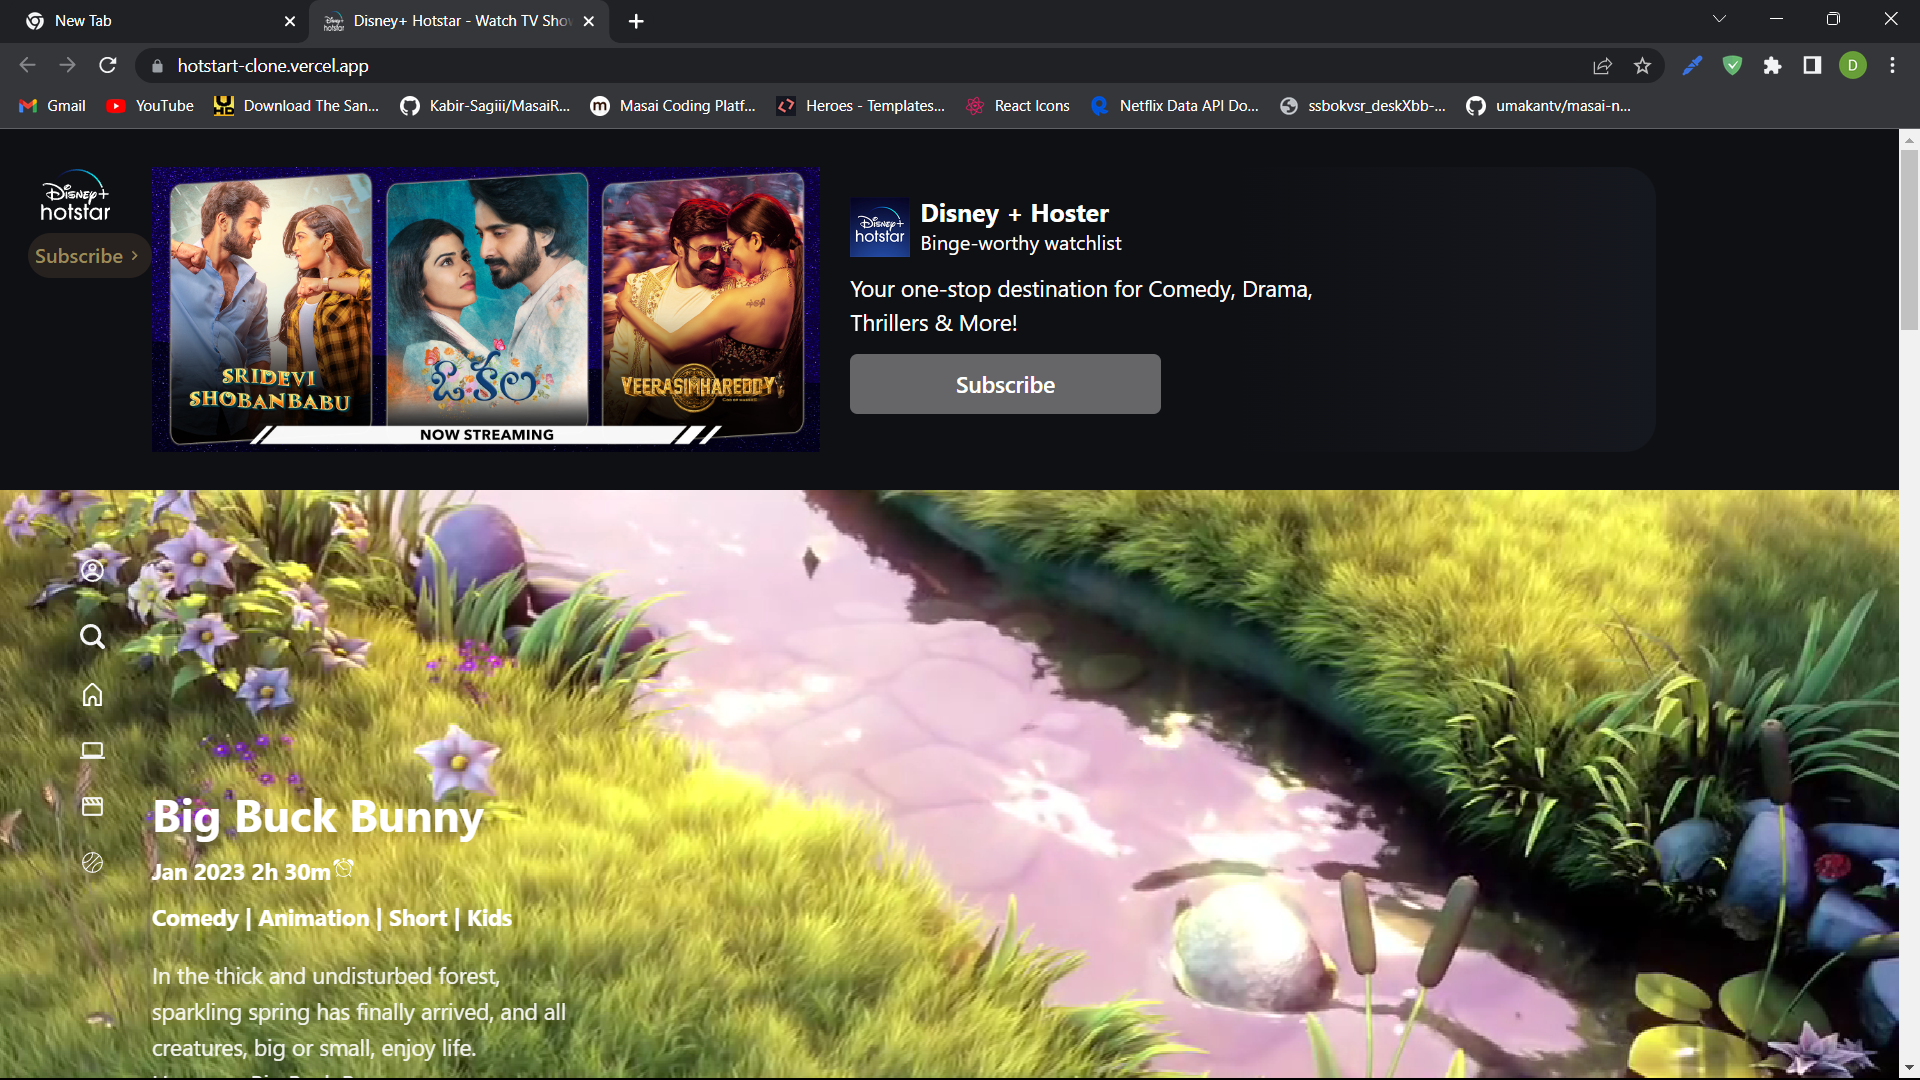 New Tab
Disney+ Hotstar - Watch TV Sho
hotstart-clone.vercel.app
D
Gmail
YouTube
Download The San...
Kabir-Sagiii/MasaiR...
Masai Coding Platf...
Heroes - Templates...
React Icons
Netflix Data API Do...
ssbokvsr_deskXbb-...
umakantv/masai-n...
Disney+
hotstar
Subscribe ›
SRIDEVI
SHOBANBABU
ఓ కల
VEERASIMHAREDDY
NOW STREAMING
Disney+
hotstar
Disney + Hoster
Binge-worthy watchlist
Your one-stop destination for Comedy, Drama,
Thrillers & More!
Subscribe
Big Buck Bunny
Jan 2023 2h 30m
Comedy | Animation | Short | Kids
In the thick and undisturbed forest,
sparkling spring has finally arrived, and all
creatures, big or small, enjoy life.